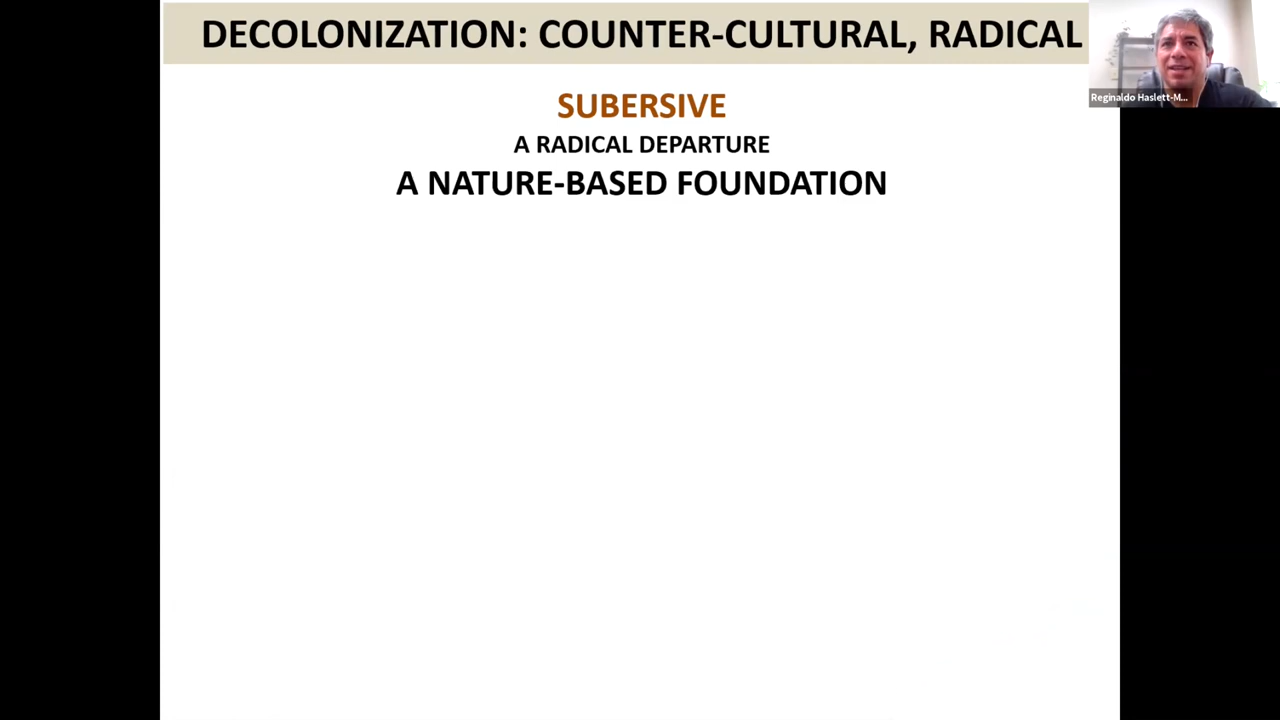 DECOLONIZATION: COUNTER-CULTURAL, RADICAL
Reginaldo Haslett-M...
SUBERSIVE
A RADICAL DEPARTURE
A NATURE-BASED FOUNDATION